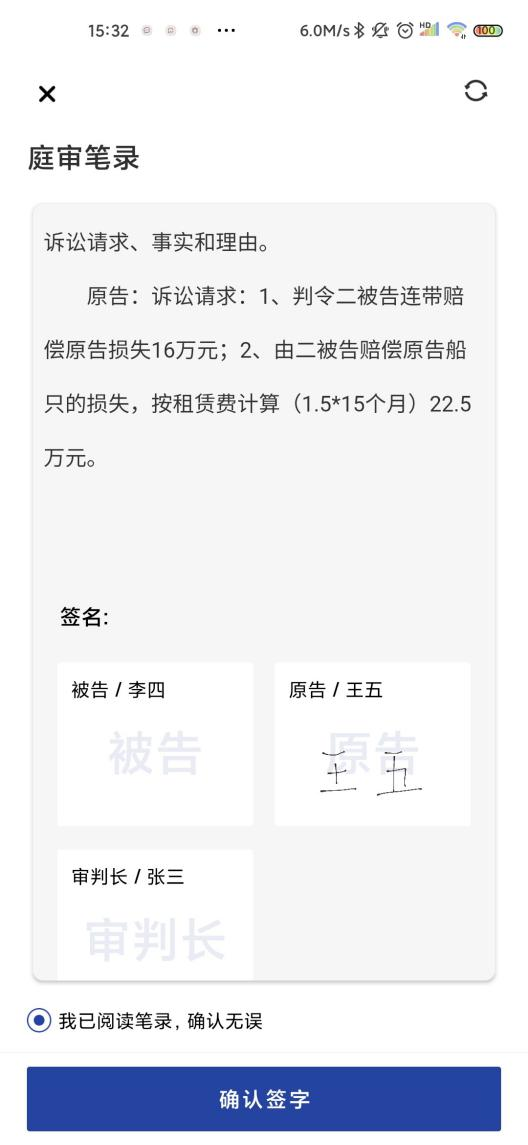 15:32
6.0M/s
HD
100
庭审笔录
诉讼请求、事实和理由。
原告：诉讼请求：1、判令二被告连带赔
偿原告损失16万元；2、由二被告赔偿原告船
只的损失，按租赁费计算（1.5*15个月）22.5
万元。
签名:
被告 / 李四
被告
原告 / 王五
原告
王五
审判长 / 张三
审判长
我已阅读笔录, 确认无误
确认签字